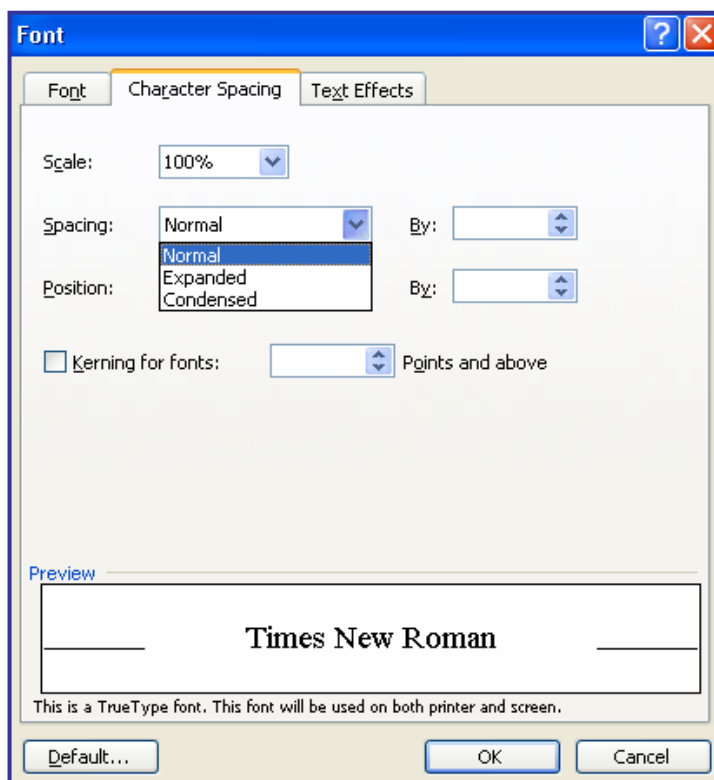 Font
Font Character Spacing Text Effects
Scale: 100%
Spacing: Normal By:
Normal
Expanded
Condensed
Position: By:
Kerning for fonts: Points and above
Preview
Times New Roman
This is a TrueType font. This font will be used on both printer and screen.
Default... OK Cancel